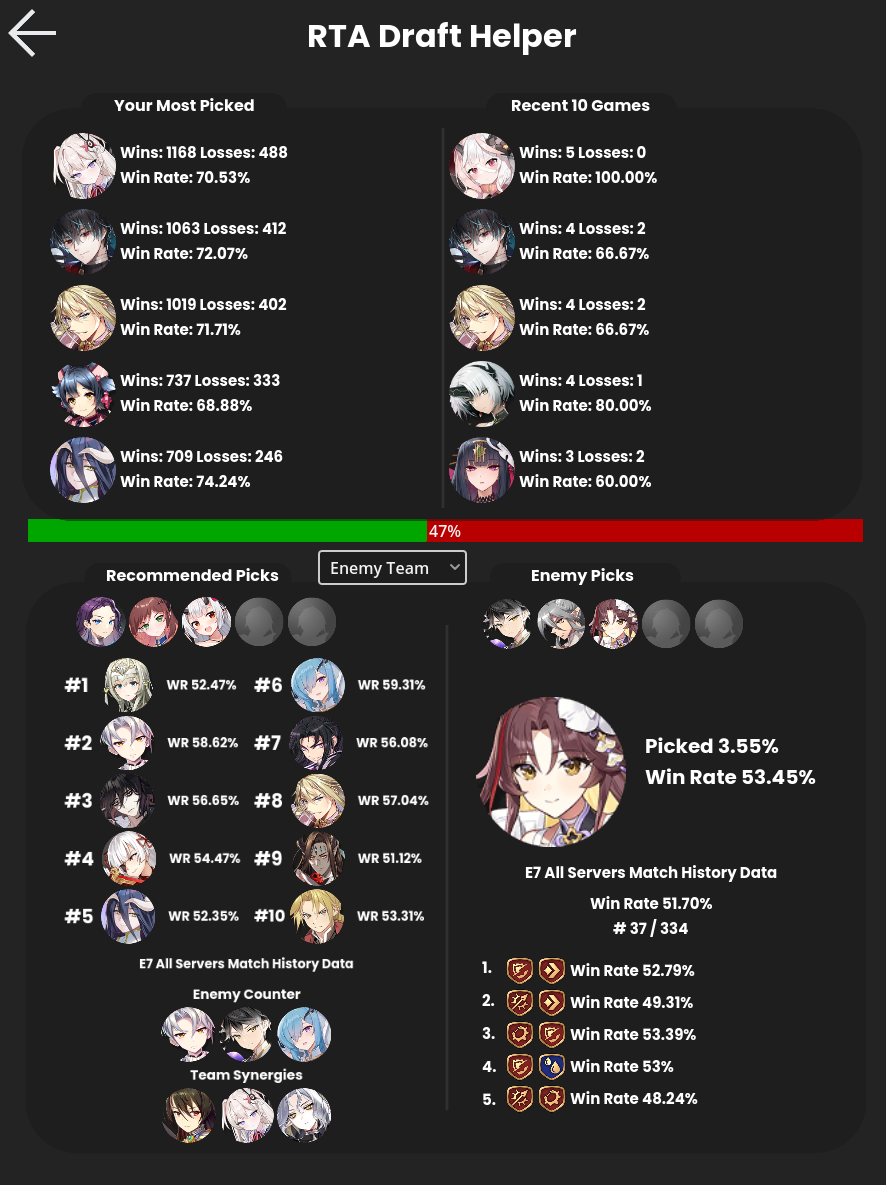 RTA Draft Helper
Your Most Picked
Wins: 1168 Losses: 488
Win Rate: 70.53%
Wins: 1063 Losses: 412
Win Rate: 72.07%
Wins: 1019 Losses: 402
Win Rate: 71.71%
Wins: 737 Losses: 333
Win Rate: 68.88%
Wins: 709 Losses: 246
Win Rate: 74.24%
Recent 10 Games
Wins: 5 Losses: 0
Win Rate: 100.00%
Wins: 4 Losses: 2
Win Rate: 66.67%
Wins: 4 Losses: 2
Win Rate: 66.67%
Wins: 4 Losses: 1
Win Rate: 80.00%
Wins: 3 Losses: 2
Win Rate: 60.00%
47%
Enemy Team
Recommended Picks
#1 WR 52.47% #6 WR 59.31%
#2 WR 58.62% #7 WR 56.08%
#3 WR 56.65% #8 WR 57.04%
#4 WR 54.47% #9 WR 51.12%
#5 WR 52.35% #10 WR 53.31%
E7 All Servers Match History Data
Enemy Counter
Team Synergies
Enemy Picks
Picked 3.55%
Win Rate 53.45%
E7 All Servers Match History Data
Win Rate 51.70%
# 37 / 334
1. Win Rate 52.79%
2. Win Rate 49.31%
3. Win Rate 53.39%
4. Win Rate 53%
5. Win Rate 48.24%